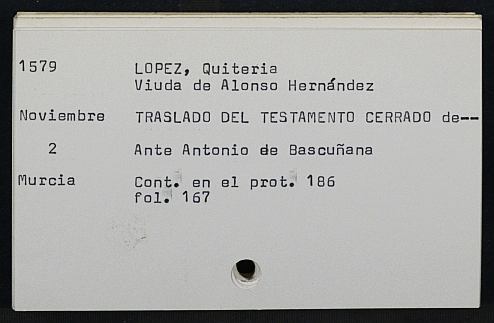 1579 LOPEZ, Quiteria
Viuda de Alonso Hernández
Noviembre TRASLADO DEL TESTAMENTO CERRADO de--
2 Ante Antonio de Bascuñana
Murcia Cont. en el prot. 186
fol. 167